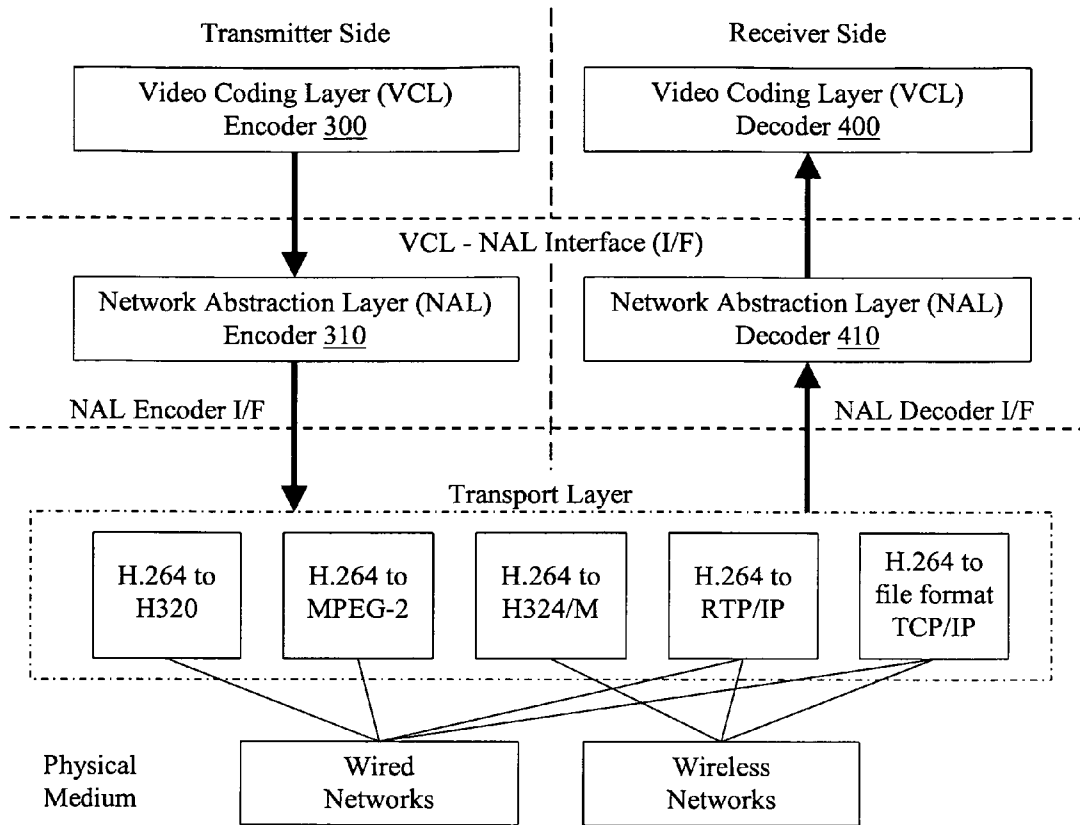 Transmitter Side
Receiver Side
Video Coding Layer (VCL)
Encoder 300
Video Coding Layer (VCL)
Decoder 400
VCL - NAL Interface (I/F)
Network Abstraction Layer (NAL)
Encoder 310
Network Abstraction Layer (NAL)
Decoder 410
NAL Encoder I/F
NAL Decoder I/F
Transport Layer
H.264 to
H320
H.264 to
MPEG-2
H.264 to
H324/M
H.264 to
RTP/IP
H.264 to
file format
TCP/IP
Physical
Medium
Wired
Networks
Wireless
Networks